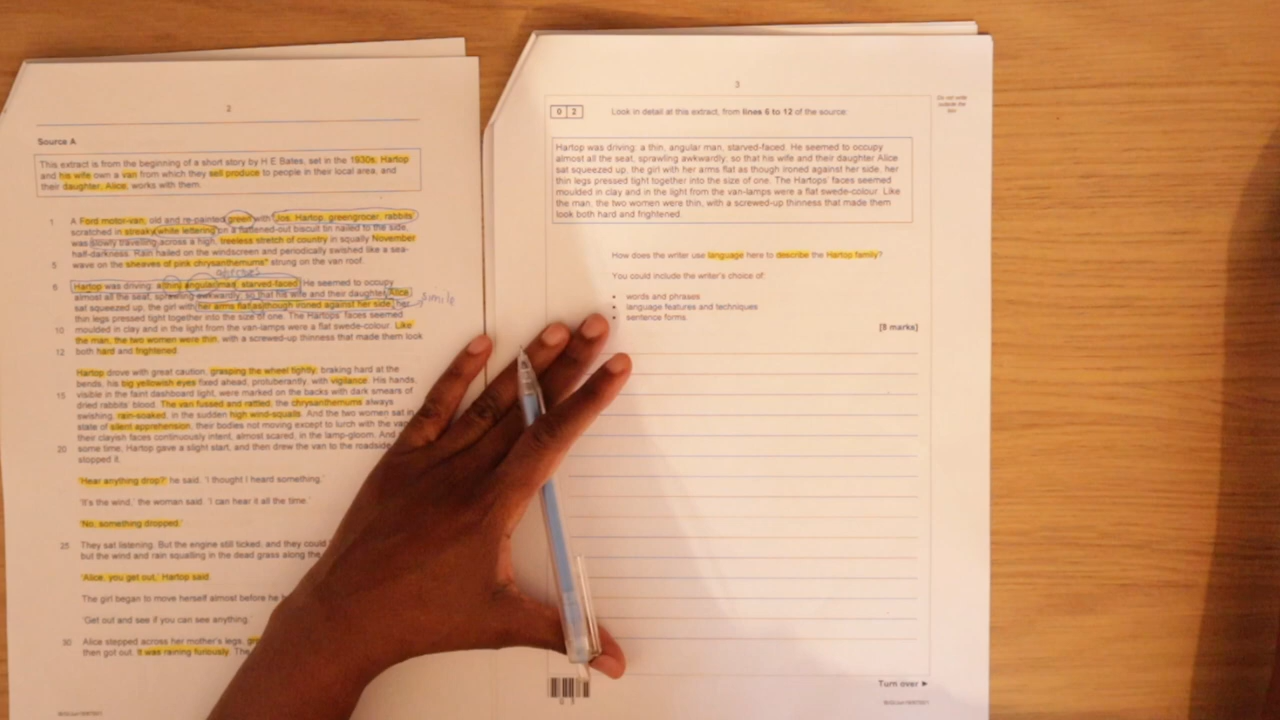 2
Source A
This extract is from the beginning of a short story by H E Bates, set in the 1930s. Hartop
and his wife own a van from which they sell produce to people in their local area, and
their daughter, Alice, works with them.
1 A Ford motor-van, old and re-painted green with Jos. Hartop, greengrocer, rabbits
scratched in streaky white lettering on a flattened-out biscuit tin nailed to the side,
was slowly travelling across a high, treeless stretch of country in squally November
half-darkness. Rain hailed on the windscreen and periodically swished like a sea-
5 wave on the sheaves of pink chrysanthemums* strung on the van roof.
adjectives
6 Hartop was driving: a thin, angular man, starved-faced. He seemed to occupy
almost all the seat, sprawling awkwardly, so that his wife and their daughter Alice
sat squeezed up, the girl with her arms flat as though ironed against her side, her
simile
thin legs pressed tight together into the size of one. The Hartops' faces seemed
10 moulded in clay and in the light from the van-lamps were a flat swede-colour. Like
the man, the two women were thin, with a screwed-up thinness that made them look
12 both hard and frightened.
Hartop drove with great caution, grasping the wheel tightly, braking hard at the
bends, his big yellowish eyes fixed ahead, protuberantly, with vigilance. His hands,
15 visible in the faint dashboard light, were marked on the backs with dark smears of
dried rabbits' blood. The van fussed and rattled, the chrysanthemums always
swishing, rain-soaked, in the sudden high wind-squalls. And the two women sat in
state of silent apprehension, their bodies not moving except to lurch with the van
their clayish faces continuously intent, almost scared, in the lamp-gloom. And
20 some time, Hartop gave a slight start, and then drew the van to the roadside
stopped it.
'Hear anything drop?' he said. 'I thought I heard something.'
'It's the wind,' the woman said. 'I can hear it all the time.'
'No, something dropped.'
25 They sat listening. But the engine still ticked, and they could
but the wind and rain squalling in the dead grass along the
'Alice, you get out,' Hartop said.
The girl began to move herself almost before he
'Get out and see if you can see anything.'
30 Alice stepped across her mother's legs,
then got out. It was raining furiously. The
3
Do not write
outside the
box
0 2 Look in detail at this extract, from lines 6 to 12 of the source:
Hartop was driving: a thin, angular man, starved-faced. He seemed to occupy
almost all the seat, sprawling awkwardly, so that his wife and their daughter Alice
sat squeezed up, the girl with her arms flat as though ironed against her side, her
thin legs pressed tight together into the size of one. The Hartops' faces seemed
moulded in clay and in the light from the van-lamps were a flat swede-colour. Like
the man, the two women were thin, with a screwed-up thinness that made them
look both hard and frightened.
How does the writer use language here to describe the Hartop family?
You could include the writer's choice of:
• words and phrases
• language features and techniques
• sentence forms.
[8 marks]
Turn over ►
0 3